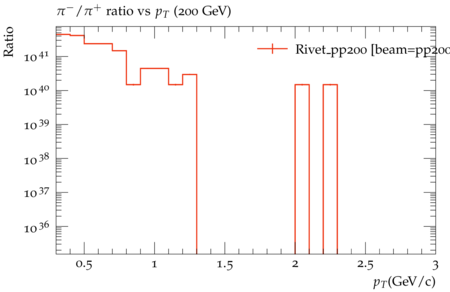 π⁻/π⁺ ratio vs p_T (200 GeV)
Ratio
Rivet_pp200 [beam=pp200
10⁴¹
10⁴⁰
10³⁹
10³⁸
10³⁷
10³⁶
0.5 1 1.5 2 2.5 3
p_T(GeV/c)